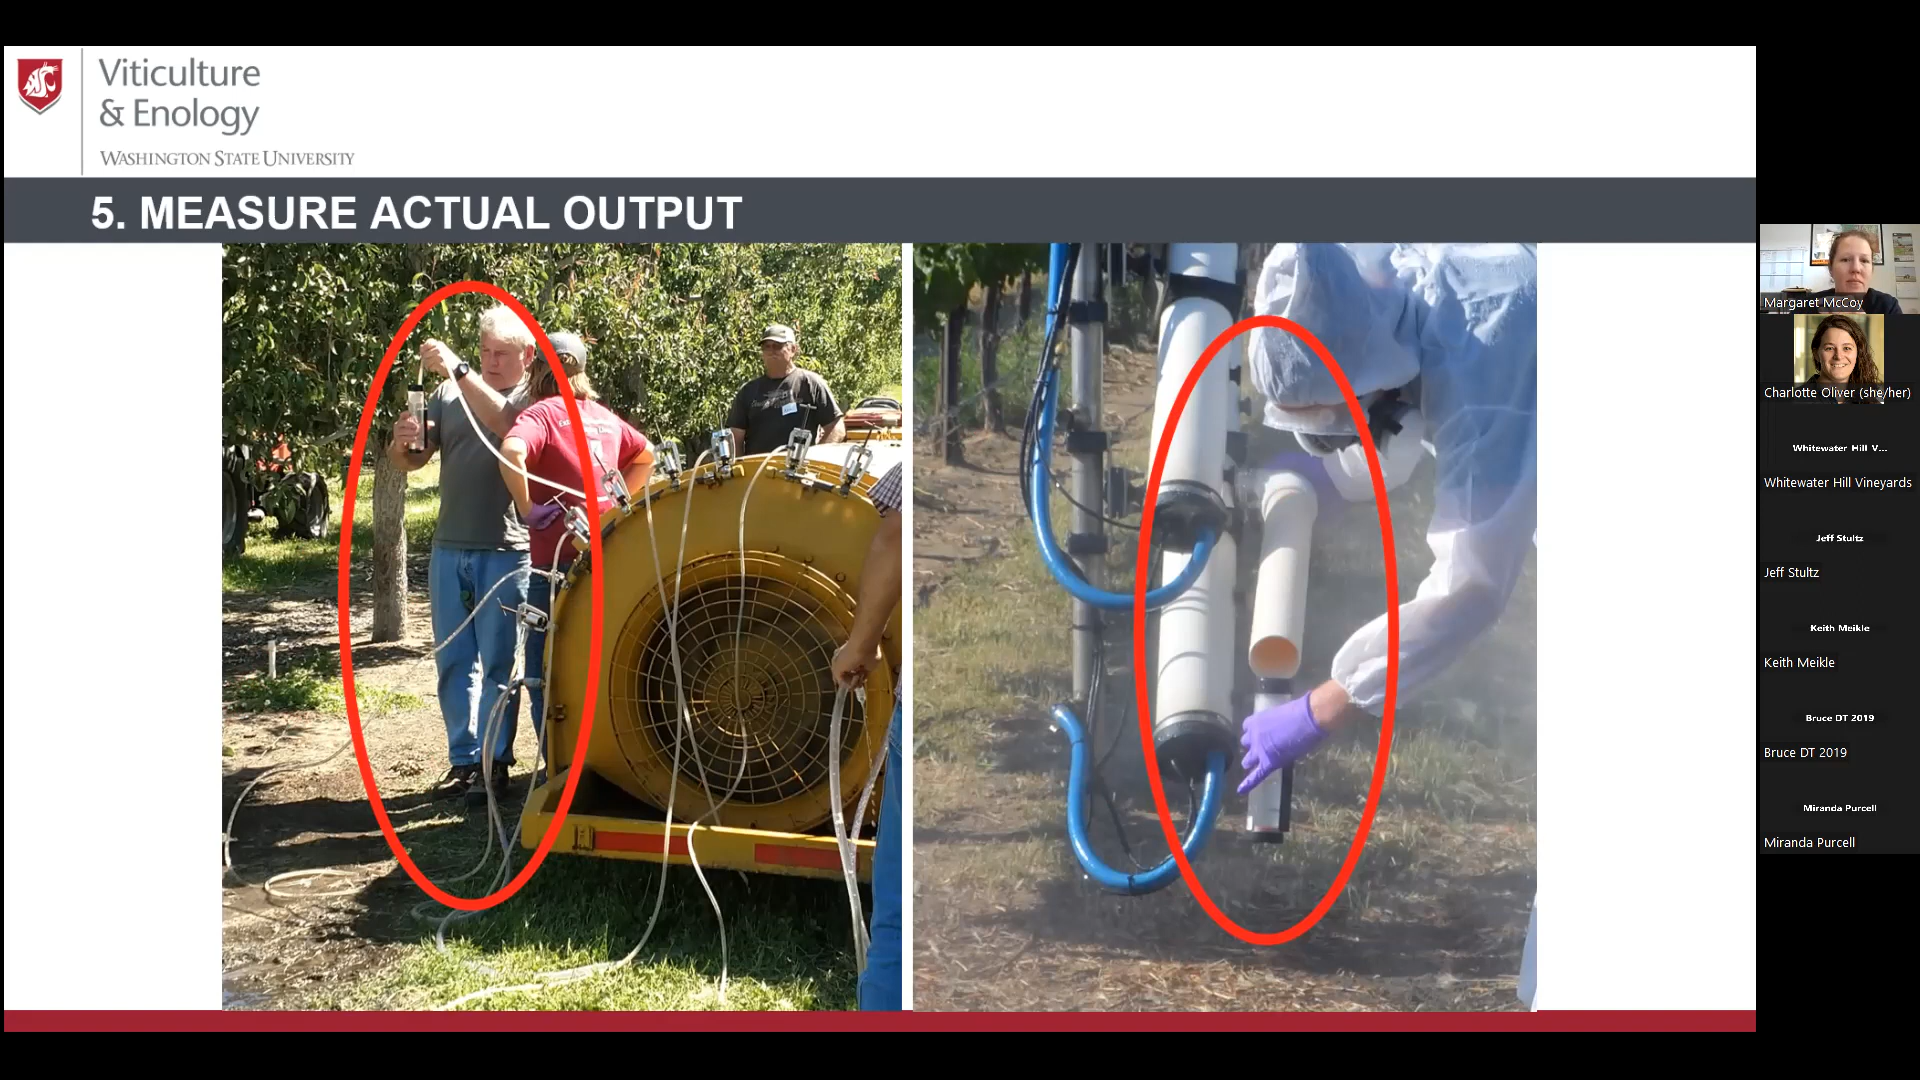 Viticulture
& Enology
WASHINGTON STATE UNIVERSITY
5. MEASURE ACTUAL OUTPUT
Margaret McCoy
Charlotte Oliver (she/her)
Whitewater Hill V...
Whitewater Hill Vineyards
Jeff Stultz
Jeff Stultz
Keith Meikle
Keith Meikle
Bruce DT 2019
Bruce DT 2019
Miranda Purcell
Miranda Purcell